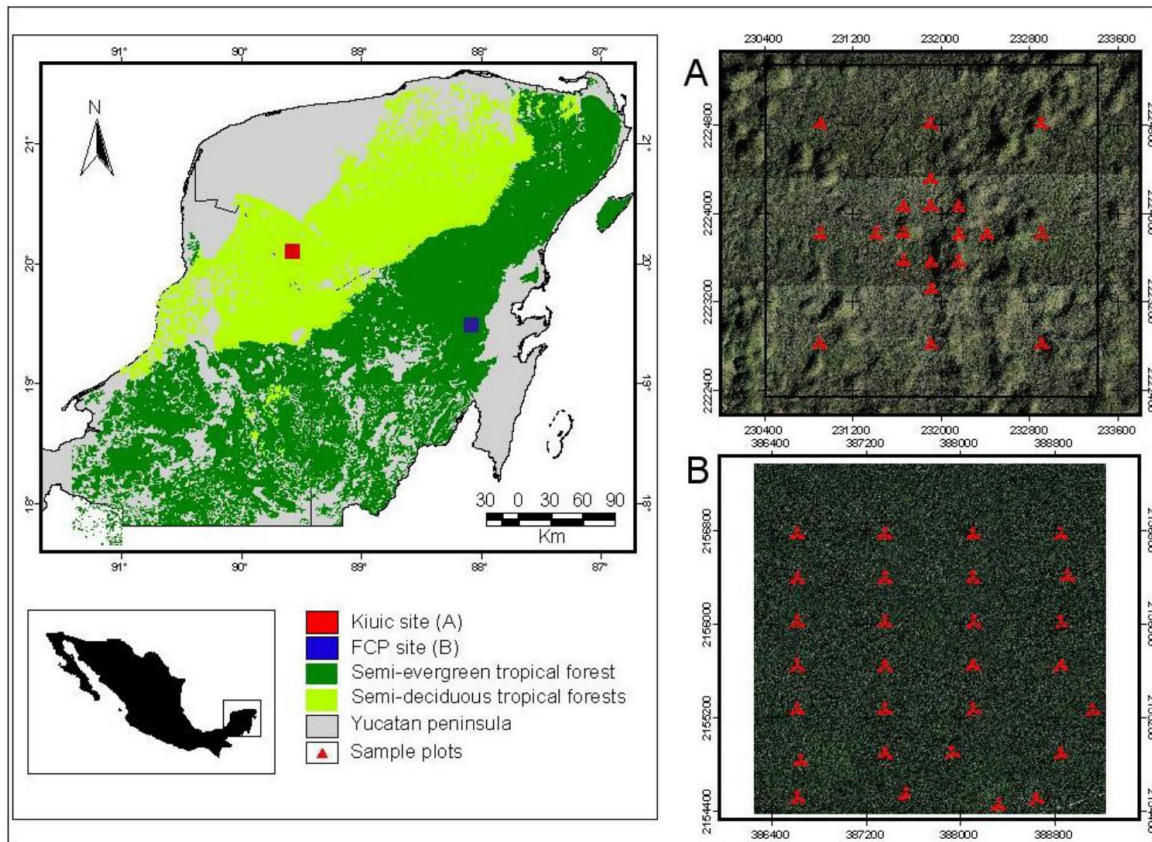 91° 90° 89° 88° 87°
N
21° 21°
20° 20°
19° 19°
18° 18°
30 0 30 60 90
Km
91° 90° 89° 88° 87°
Kiuic site (A)
FCP site (B)
Semi-evergreen tropical forest
Semi-deciduous tropical forests
Yucatan peninsula
Sample plots
A
230400 231200 232000 232800 233600
2224800
2224000
2223200
2222400
230400 231200 232000 232800 233600
B
386400 387200 388000 388800
2156800
2156000
2155200
2154400
386400 387200 388000 388800